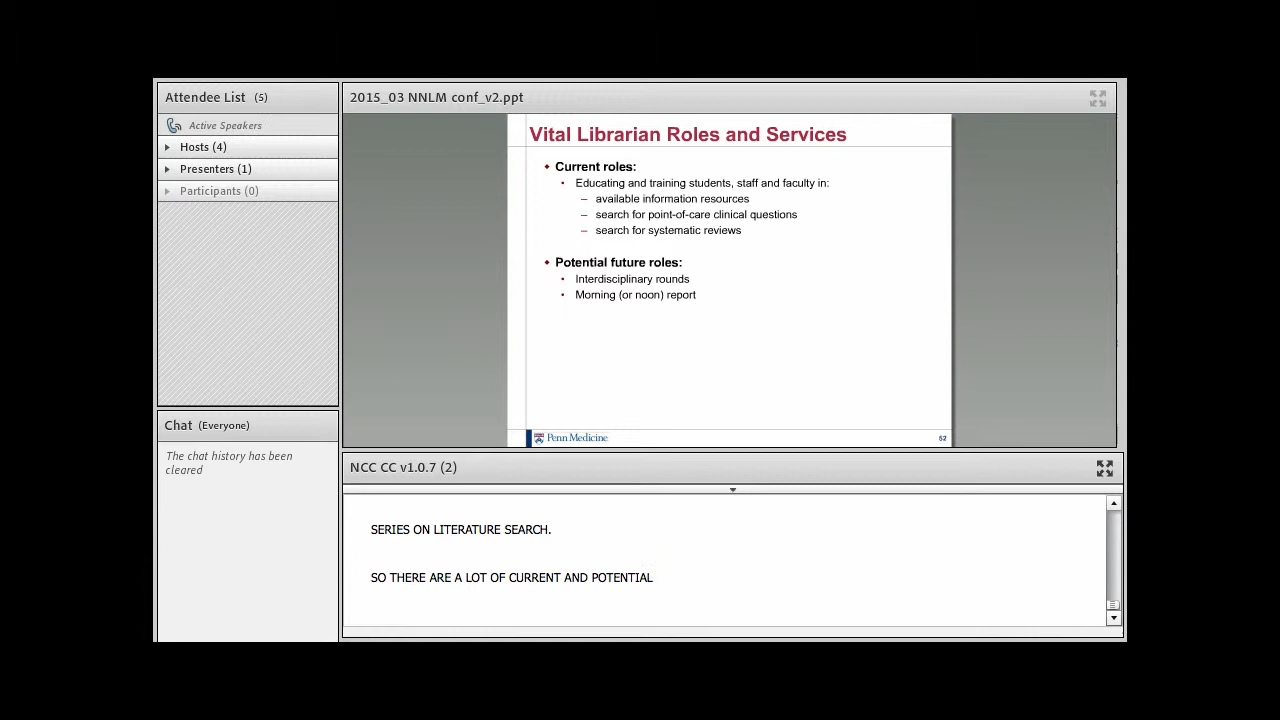 Attendee List (5)
Active Speakers
Hosts (4)
Presenters (1)
Participants (0)
Chat (Everyone)
The chat history has been
cleared
2015_03 NNLM conf_v2.ppt
Vital Librarian Roles and Services
Current roles:
• Educating and training students, staff and faculty in:
– available information resources
– search for point-of-care clinical questions
– search for systematic reviews
Potential future roles:
• Interdisciplinary rounds
• Morning (or noon) report
Penn Medicine
52
NCC CC v1.0.7 (2)
SERIES ON LITERATURE SEARCH.
SO THERE ARE A LOT OF CURRENT AND POTENTIAL